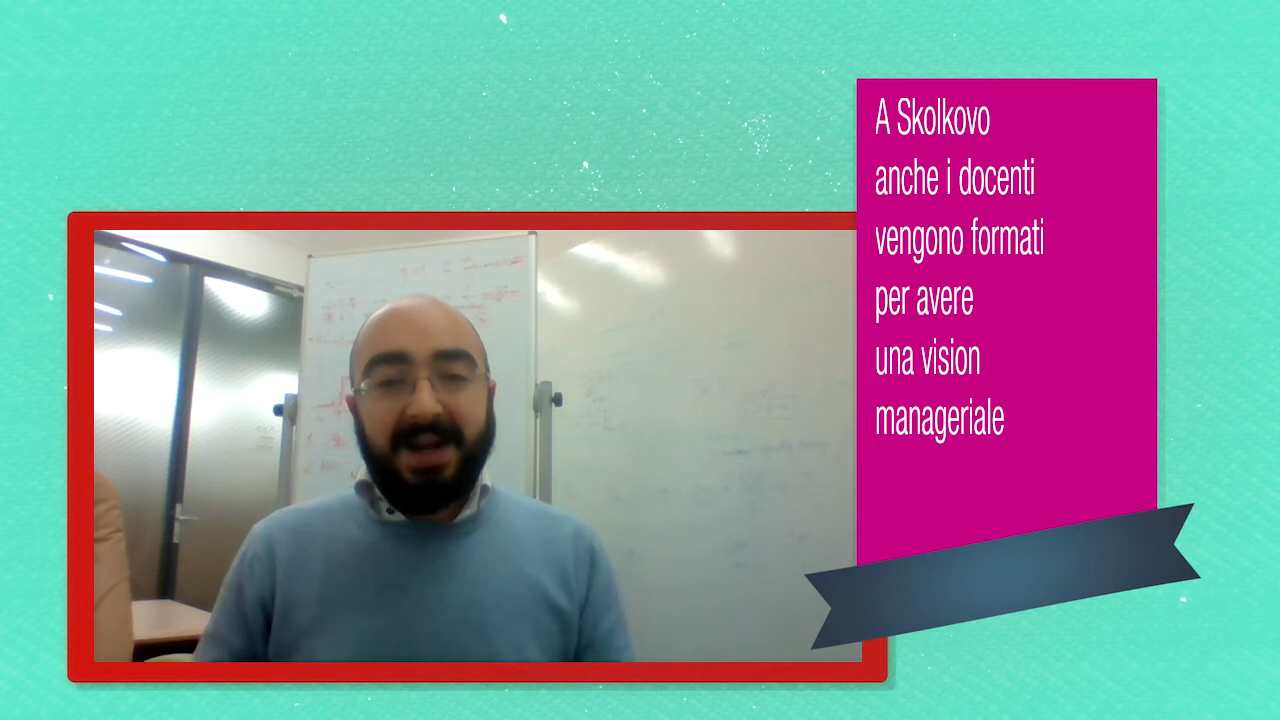 A Skolkovo
anche i docenti
vengono formati
per avere
una vision
manageriale